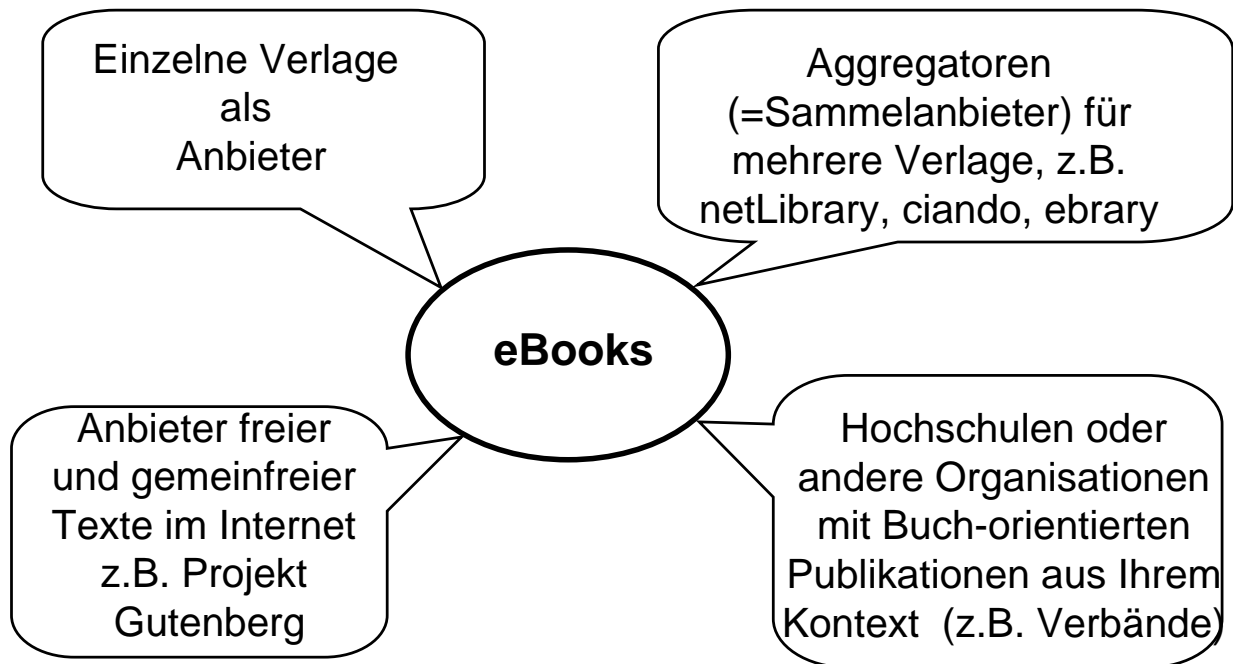 Einzelne Verlage
als
Anbieter
Aggregatoren
(=Sammelanbieter) für
mehrere Verlage, z.B.
netLibrary, ciando, ebrary
eBooks
Anbieter freier
und gemeinfreier
Texte im Internet
z.B. Projekt
Gutenberg
Hochschulen oder
andere Organisationen
mit Buch-orientierten
Publikationen aus Ihrem
Kontext (z.B. Verbände)